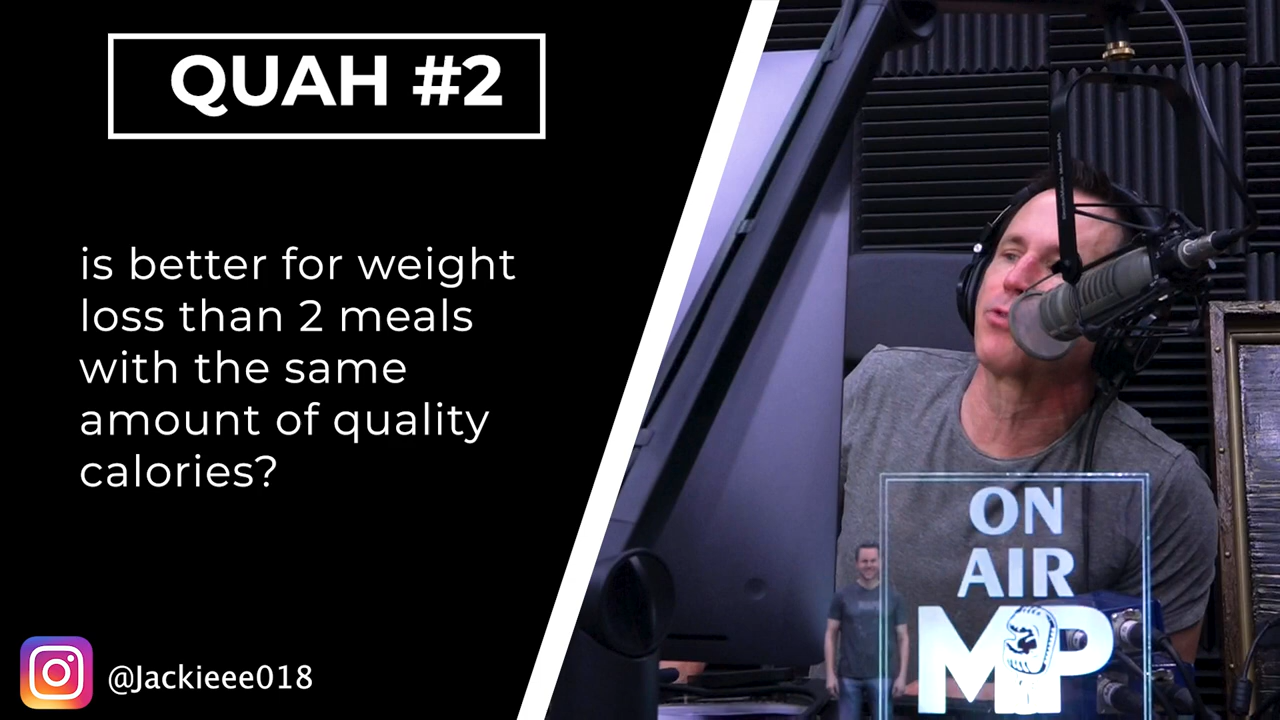 QUAH #2
is better for weight
loss than 2 meals
with the same
amount of quality
calories?
@Jackieee018
ON
AIR
MP